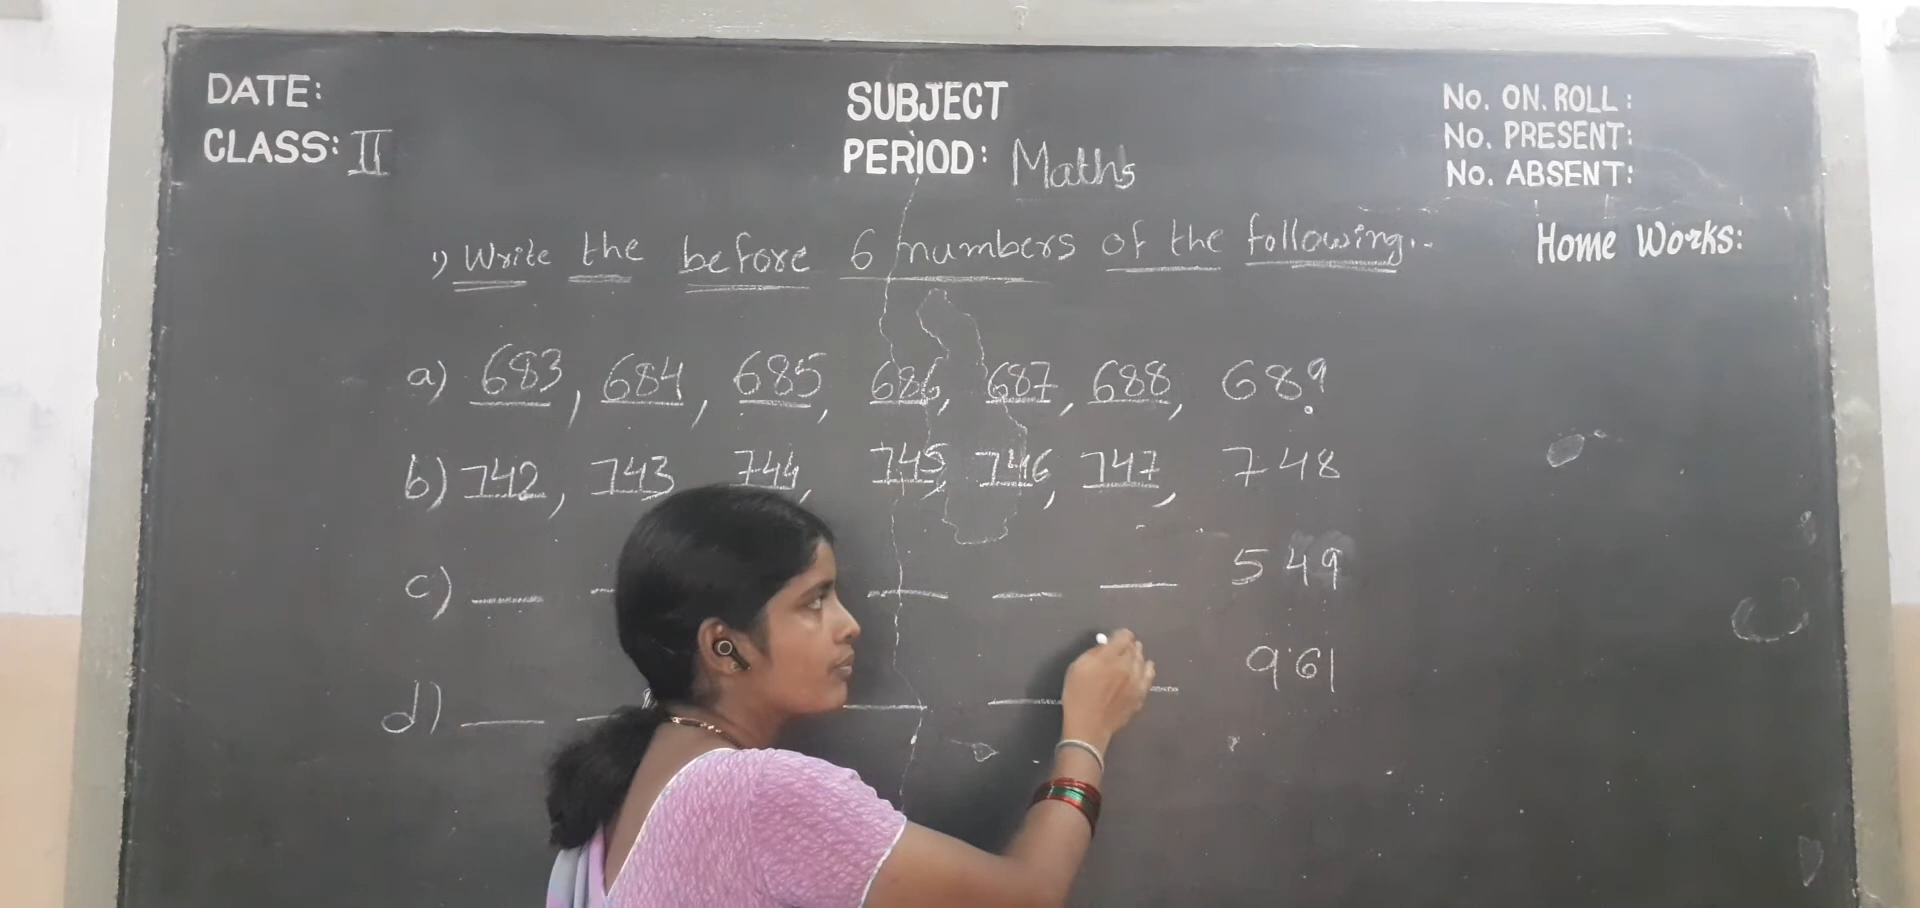 DATE:
CLASS: II
SUBJECT
PERIOD: Maths
No. ON. ROLL:
No. PRESENT:
No. ABSENT:
Home Works:
1) Write the before 6 numbers of the following.-
a) 683, 684, 685, 686, 687, 688, 689
b) 742, 743 744, 745, 746, 747, 748
c) 549
d) 961